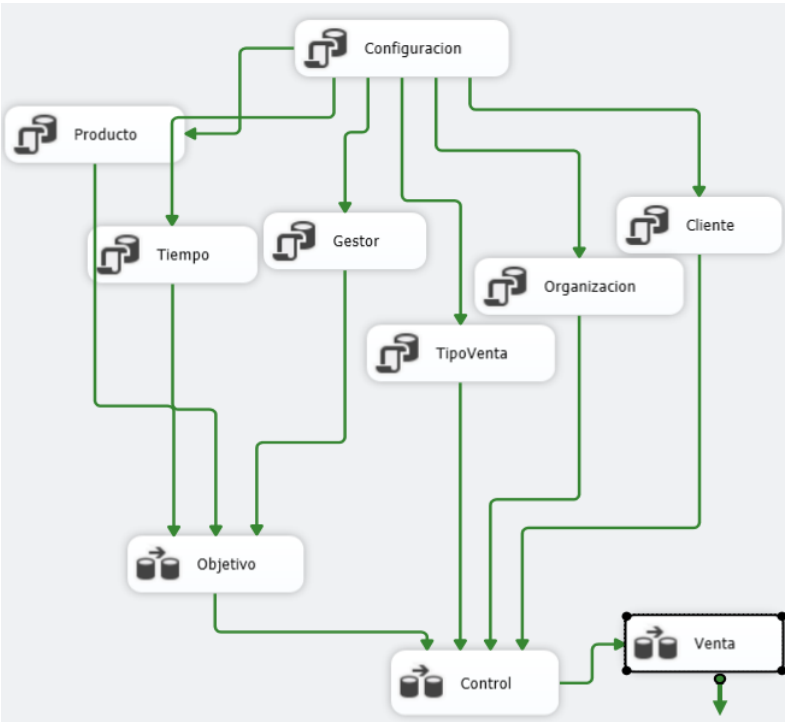 Configuracion
Producto
Cliente
Gestor
Tiempo
Organizacion
TipoVenta
Objetivo
Venta
Control